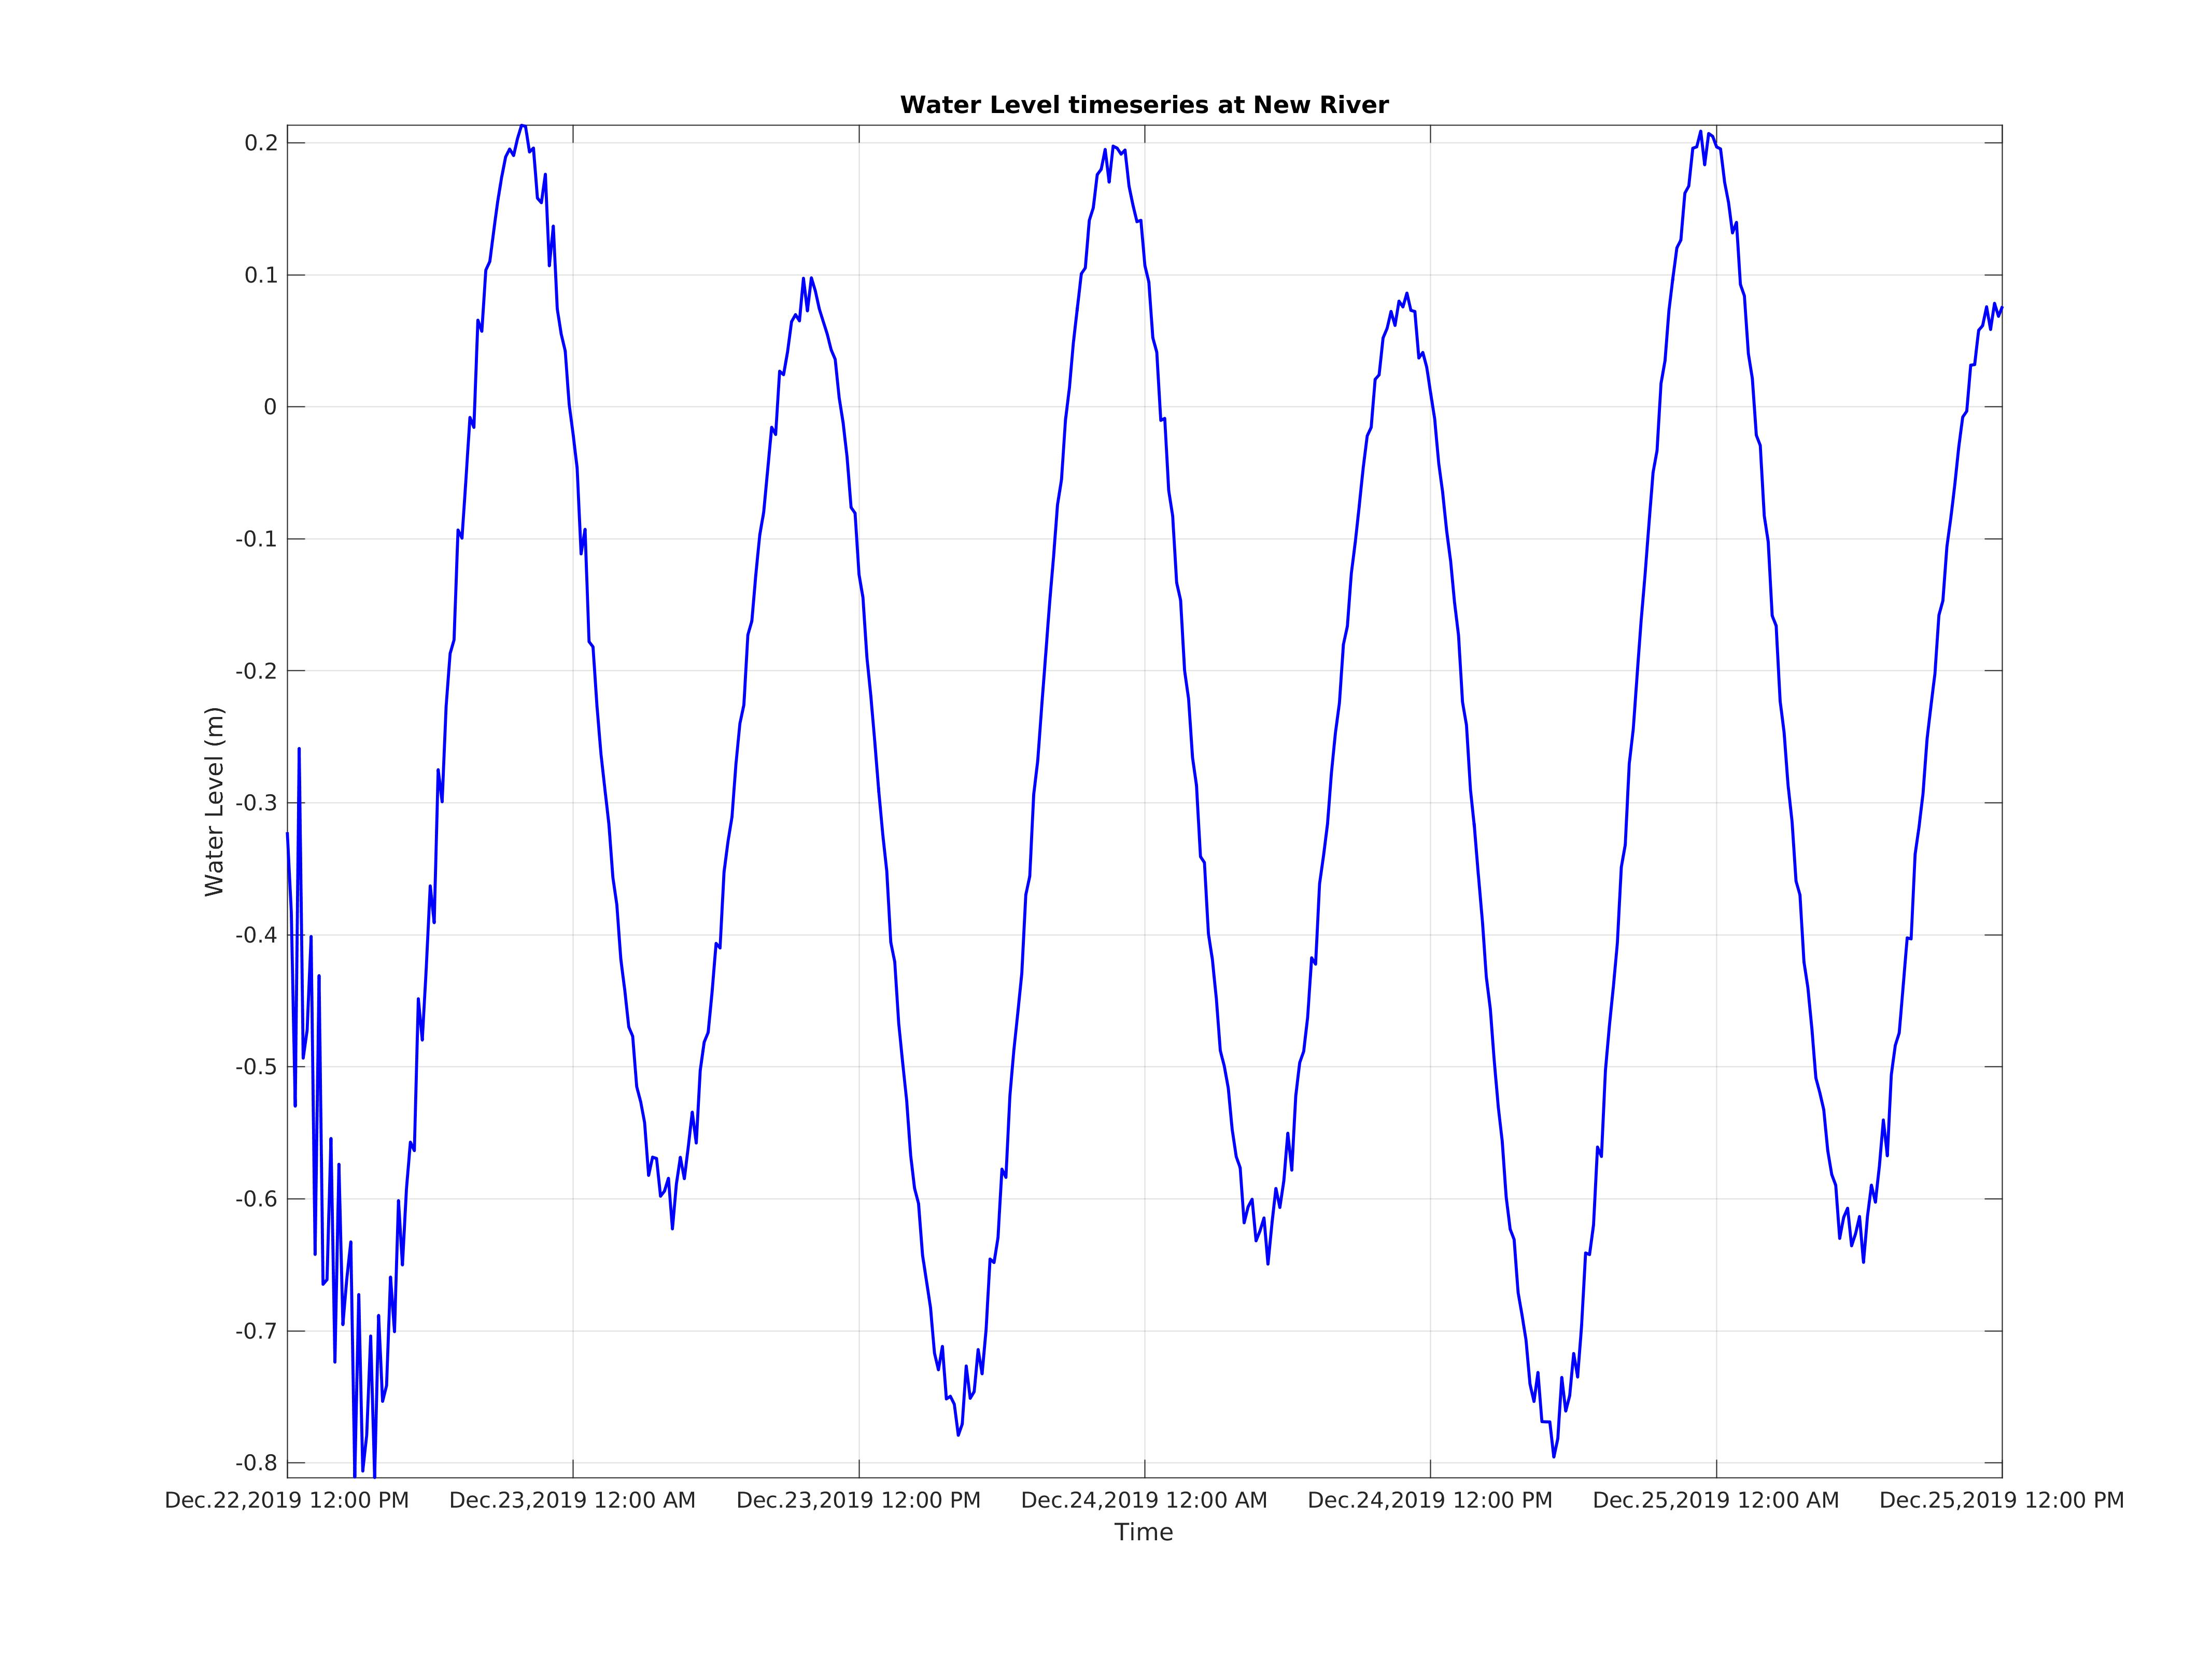 Water Level timeseries at New River
0.2
0.1
0
-0.1
-0.2
-0.3
-0.4
-0.5
-0.6
-0.7
-0.8
Water Level (m)
Dec.22,2019 12:00 PM
Dec.23,2019 12:00 AM
Dec.23,2019 12:00 PM
Dec.24,2019 12:00 AM
Dec.24,2019 12:00 PM
Dec.25,2019 12:00 AM
Dec.25,2019 12:00 PM
Time